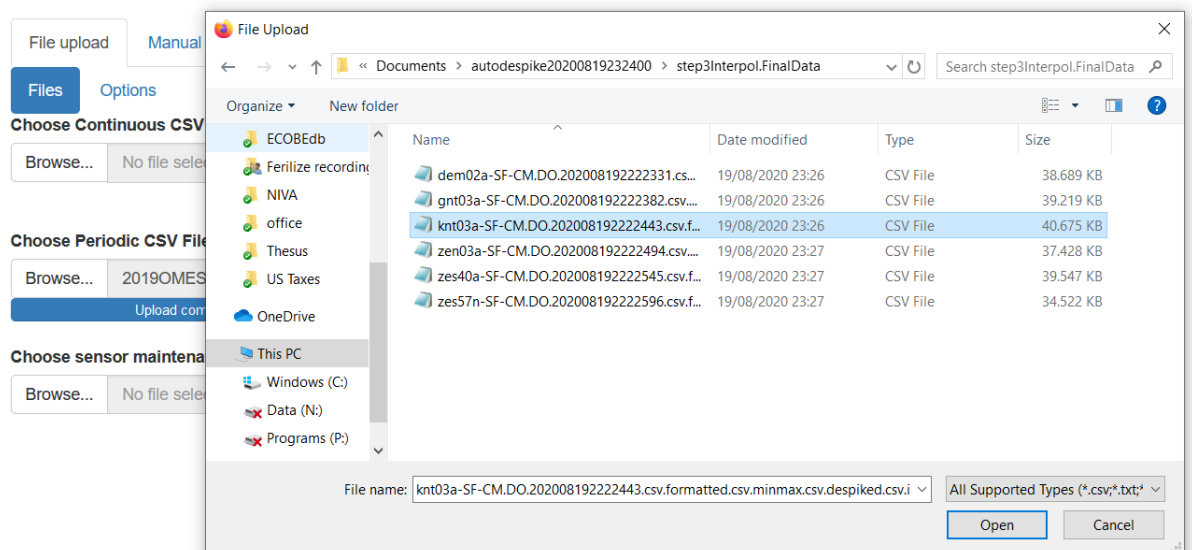 File upload
Manual
Files
Options
Choose Continuous CSV
Browse...
No file sele
Choose Periodic CSV File
Browse...
2019OMES
Upload com
Choose sensor maintena
Browse...
No file sele
File Upload
« Documents > autodespike20200819232400 > step3Interpol.FinalData
Search step3Interpol.FinalData
Organize
New folder
?
ECOBEdb
Ferilize recording
NIVA
office
Thesus
US Taxes
OneDrive
This PC
Windows (C:)
Data (N:)
Programs (P:)
Name Date modified Type Size
dem02a-SF-CM.DO.202008192222331.cs... 19/08/2020 23:26 CSV File 38.689 KB
gnt03a-SF-CM.DO.202008192222382.csv.... 19/08/2020 23:26 CSV File 39.219 KB
knt03a-SF-CM.DO.202008192222443.csv.f... 19/08/2020 23:26 CSV File 40.675 KB
zen03a-SF-CM.DO.202008192222494.csv.... 19/08/2020 23:27 CSV File 37.428 KB
zes40a-SF-CM.DO.202008192222545.csv.f... 19/08/2020 23:27 CSV File 39.547 KB
zes57n-SF-CM.DO.202008192222596.csv.f... 19/08/2020 23:27 CSV File 34.522 KB
File name: knt03a-SF-CM.DO.202008192222443.csv.formatted.csv.minmax.csv.despiked.csv.i
All Supported Types (*.csv;*.txt;*
Open
Cancel